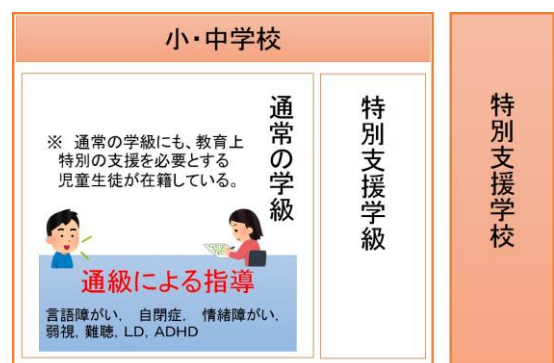 小・中学校
通常の学級
※ 通常の学級にも、教育上
特別の支援を必要とする
児童生徒が在籍している。
通級による指導
言語障がい, 自閉症, 情緒障がい,
弱視, 難聴, LD, ADHD
特別支援学級
特別支援学校